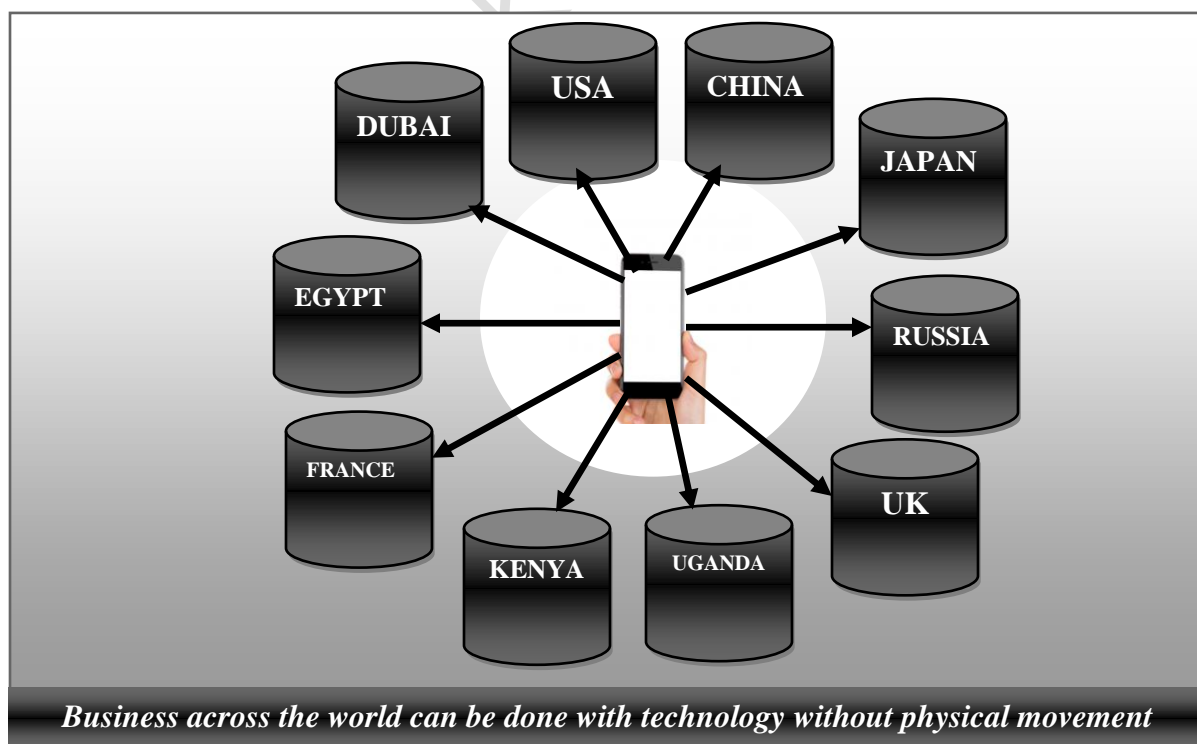 USA
CHINA
DUBAI
JAPAN
EGYPT
RUSSIA
FRANCE
UK
KENYA
UGANDA
Business across the world can be done with technology without physical movement